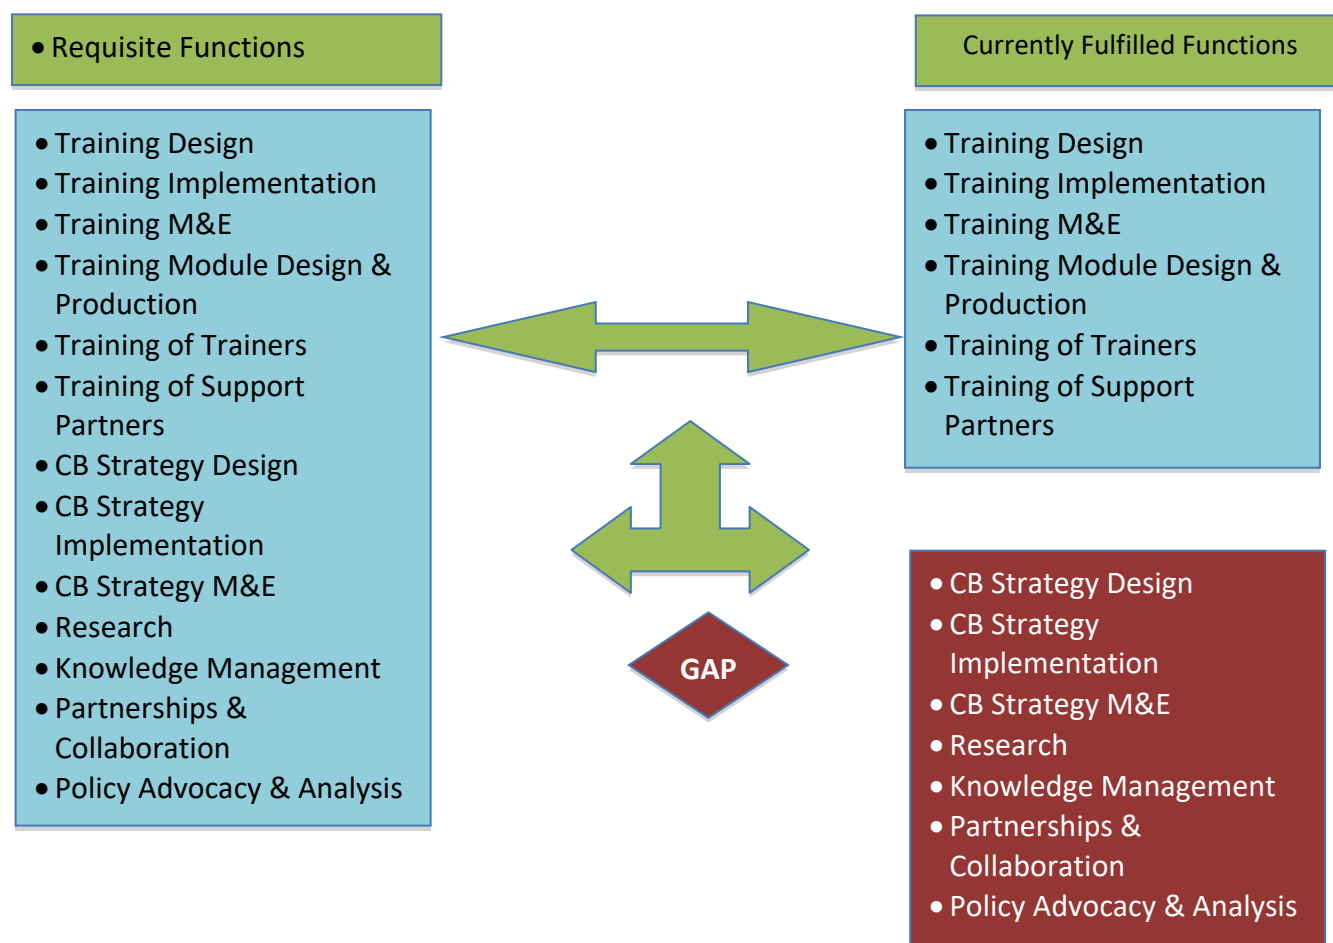 • Requisite Functions
• Training Design
• Training Implementation
• Training M&E
• Training Module Design &
Production
• Training of Trainers
• Training of Support
Partners
• CB Strategy Design
• CB Strategy
Implementation
• CB Strategy M&E
• Research
• Knowledge Management
• Partnerships &
Collaboration
• Policy Advocacy & Analysis
GAP
Currently Fulfilled Functions
• Training Design
• Training Implementation
• Training M&E
• Training Module Design &
Production
• Training of Trainers
• Training of Support
Partners
• CB Strategy Design
• CB Strategy
Implementation
• CB Strategy M&E
• Research
• Knowledge Management
• Partnerships &
Collaboration
• Policy Advocacy & Analysis